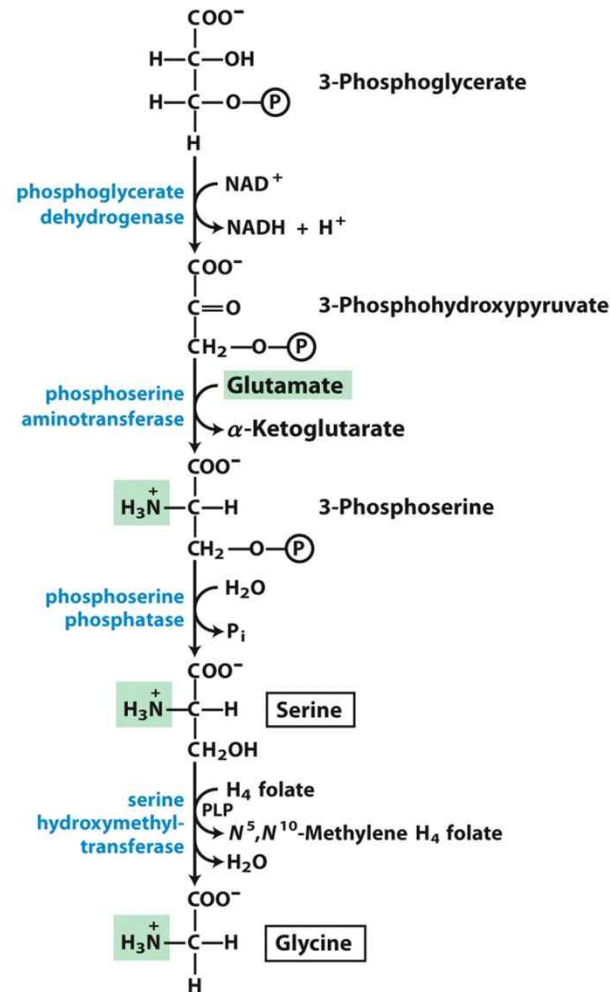 COO⁻
H—C—OH
3-Phosphoglycerate
H—C—O—P
H
phosphoglycerate
dehydrogenase
NAD⁺
NADH + H⁺
COO⁻
C=O
3-Phosphohydroxypyruvate
CH₂—O—P
phosphoserine
aminotransferase
Glutamate
α-Ketoglutarate
COO⁻
H₃N⁺—C—H
3-Phosphoserine
CH₂—O—P
phosphoserine
phosphatase
H₂O
Pᵢ
COO⁻
H₃N⁺—C—H
Serine
CH₂OH
serine
hydroxymethyl-
transferase
H₄ folate
PLP
N⁵,N¹⁰-Methylene H₄ folate
H₂O
COO⁻
H₃N⁺—C—H
Glycine
H